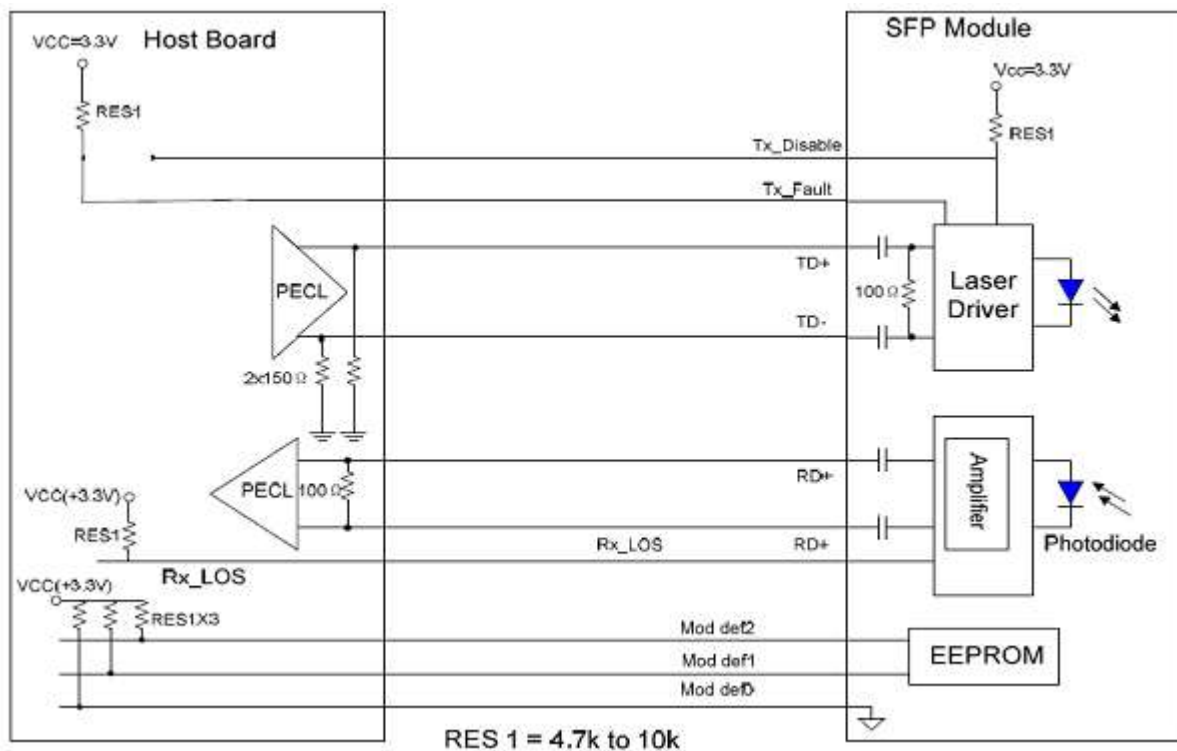 Host Board
SFP Module
VCC=3.3V
Vcc=3.3V
RES1
RES1
Tx_Disable
Tx_Fault
PECL
TD+
100Ω
Laser
Driver
TD-
2x150Ω
PECL
100Ω
RD+
Amplifier
VCC(+3.3V)
RES1
Rx_LOS
RD+
Photodiode
Rx_LOS
VCC(+3.3V)
RES1X3
Mod def2
EEPROM
Mod def1
Mod def0
RES 1 = 4.7k to 10k